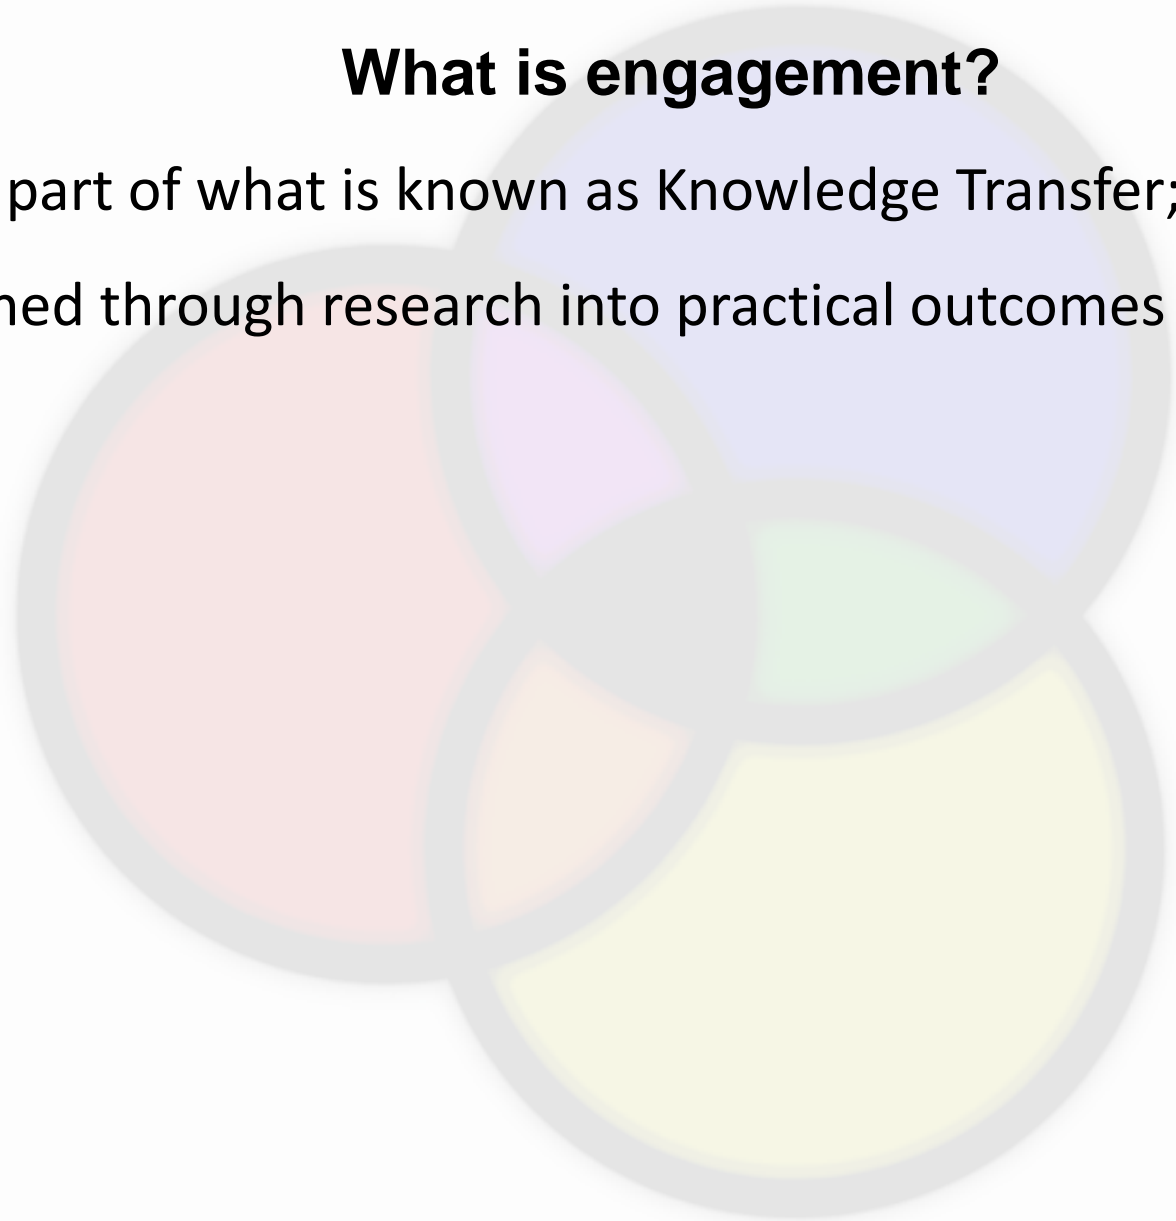 What is engagement?
part of what is known as Knowledge Transfer;
ned through research into practical outcomes